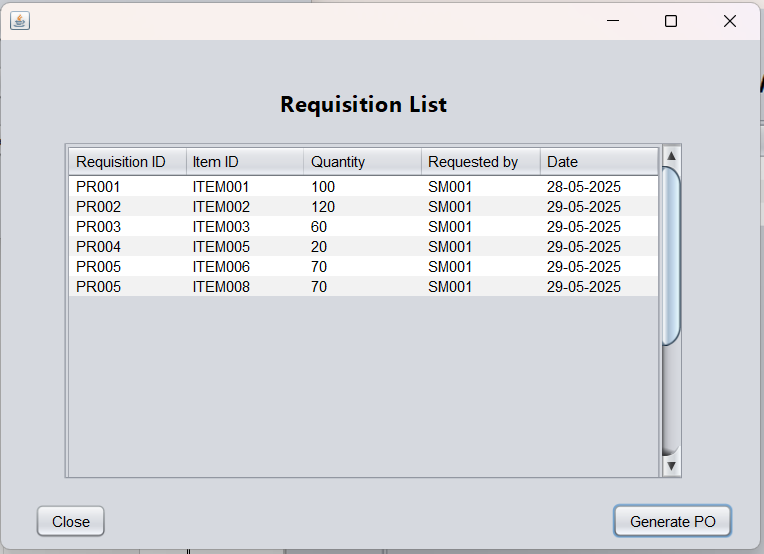 Requisition List
Requisition ID Item ID Quantity Requested by Date
PR001 ITEM001 100 SM001 28-05-2025
PR002 ITEM002 120 SM001 29-05-2025
PR003 ITEM003 60 SM001 29-05-2025
PR004 ITEM005 20 SM001 29-05-2025
PR005 ITEM006 70 SM001 29-05-2025
PR005 ITEM008 70 SM001 29-05-2025
Close Generate PO